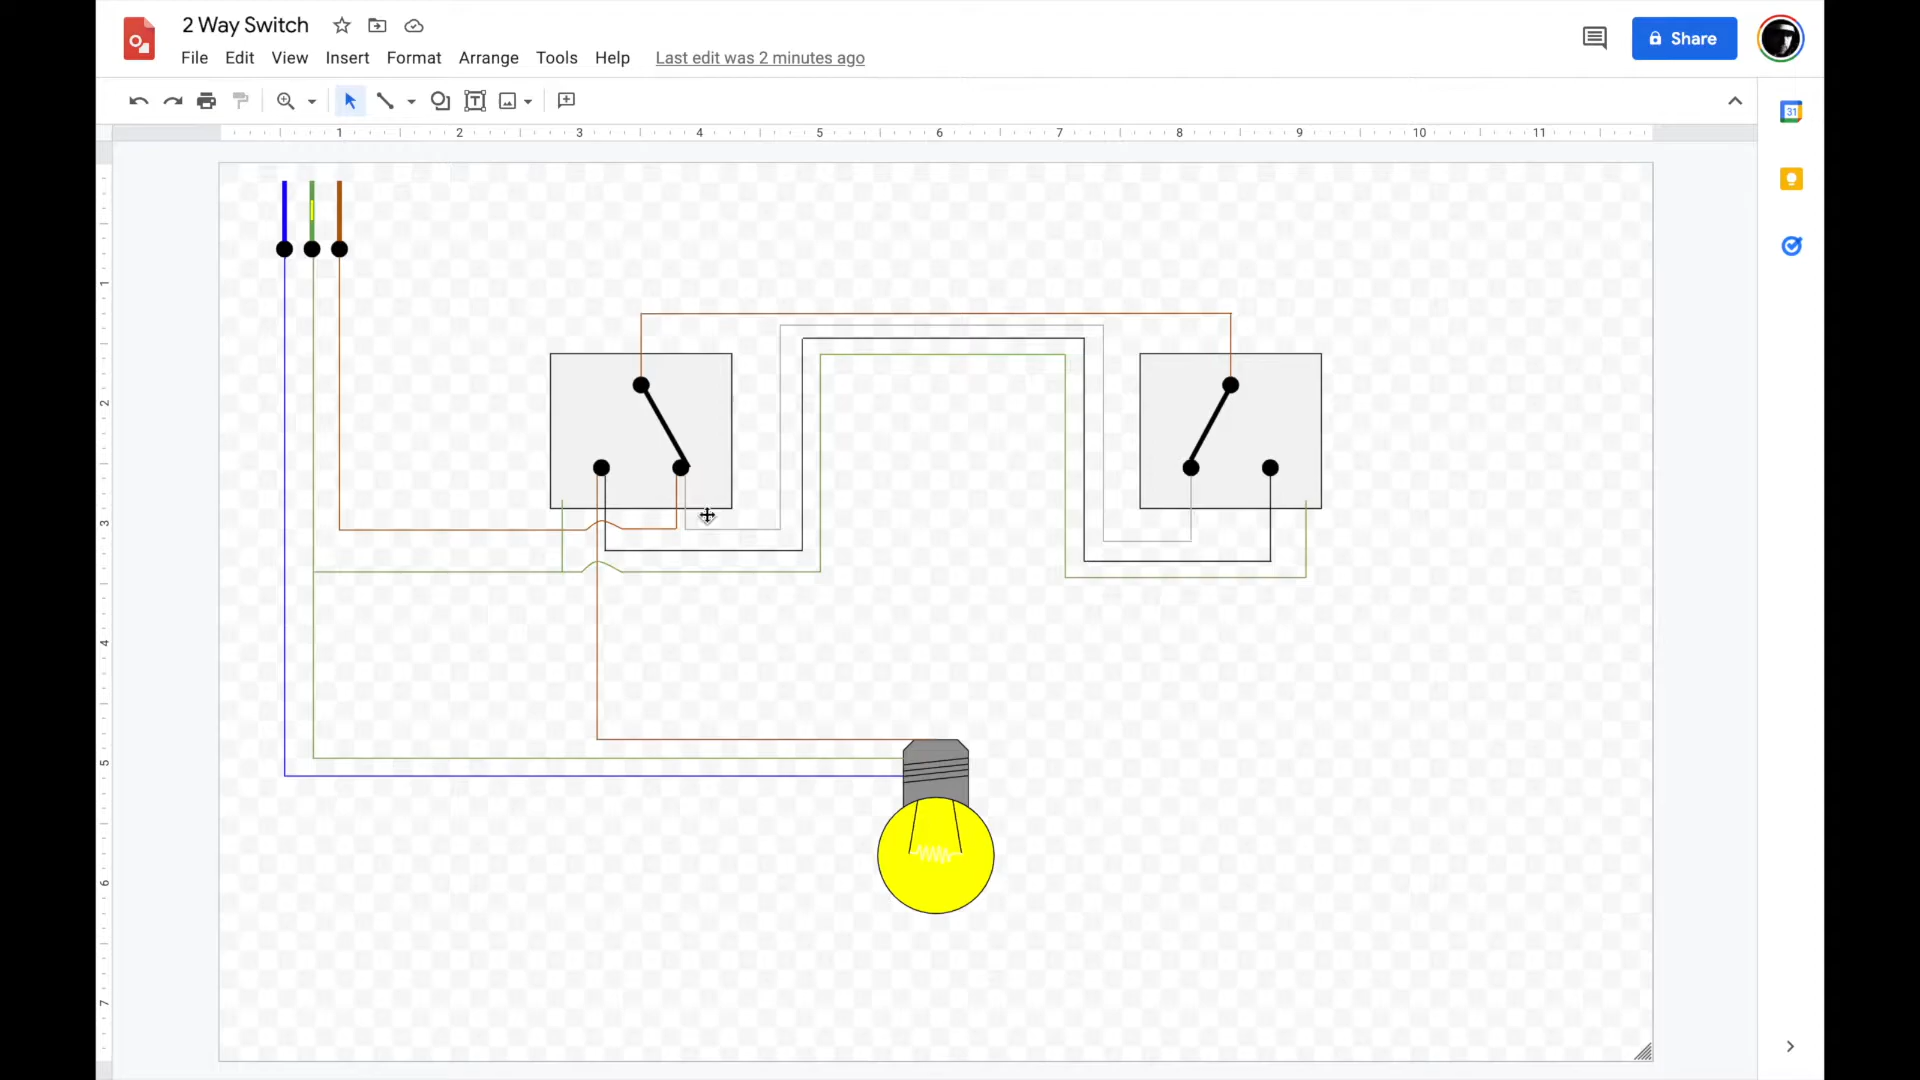 2 Way Switch
File Edit View Insert Format Arrange Tools Help Last edit was 2 minutes ago
Share
31
1 2 3 4 5 6 7 8 9 10 11
1
2
3
4
5
6
7